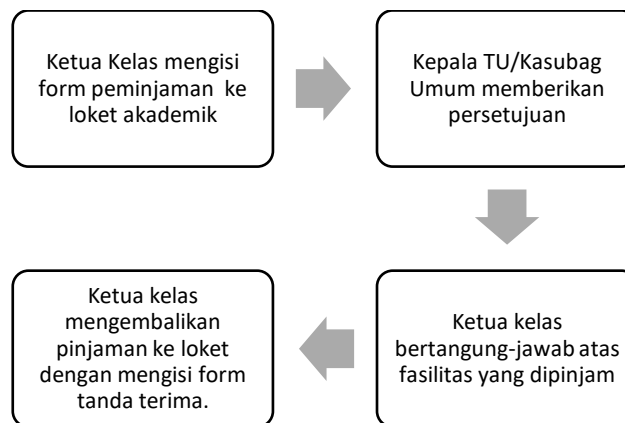 Ketua Kelas mengisi
form peminjaman ke
loket akademik
Kepala TU/Kasubag
Umum memberikan
persetujuan
Ketua kelas
bertangung-jawab atas
fasilitas yang dipinjam
Ketua kelas
mengembalikan
pinjaman ke loket
dengan mengisi form
tanda terima.